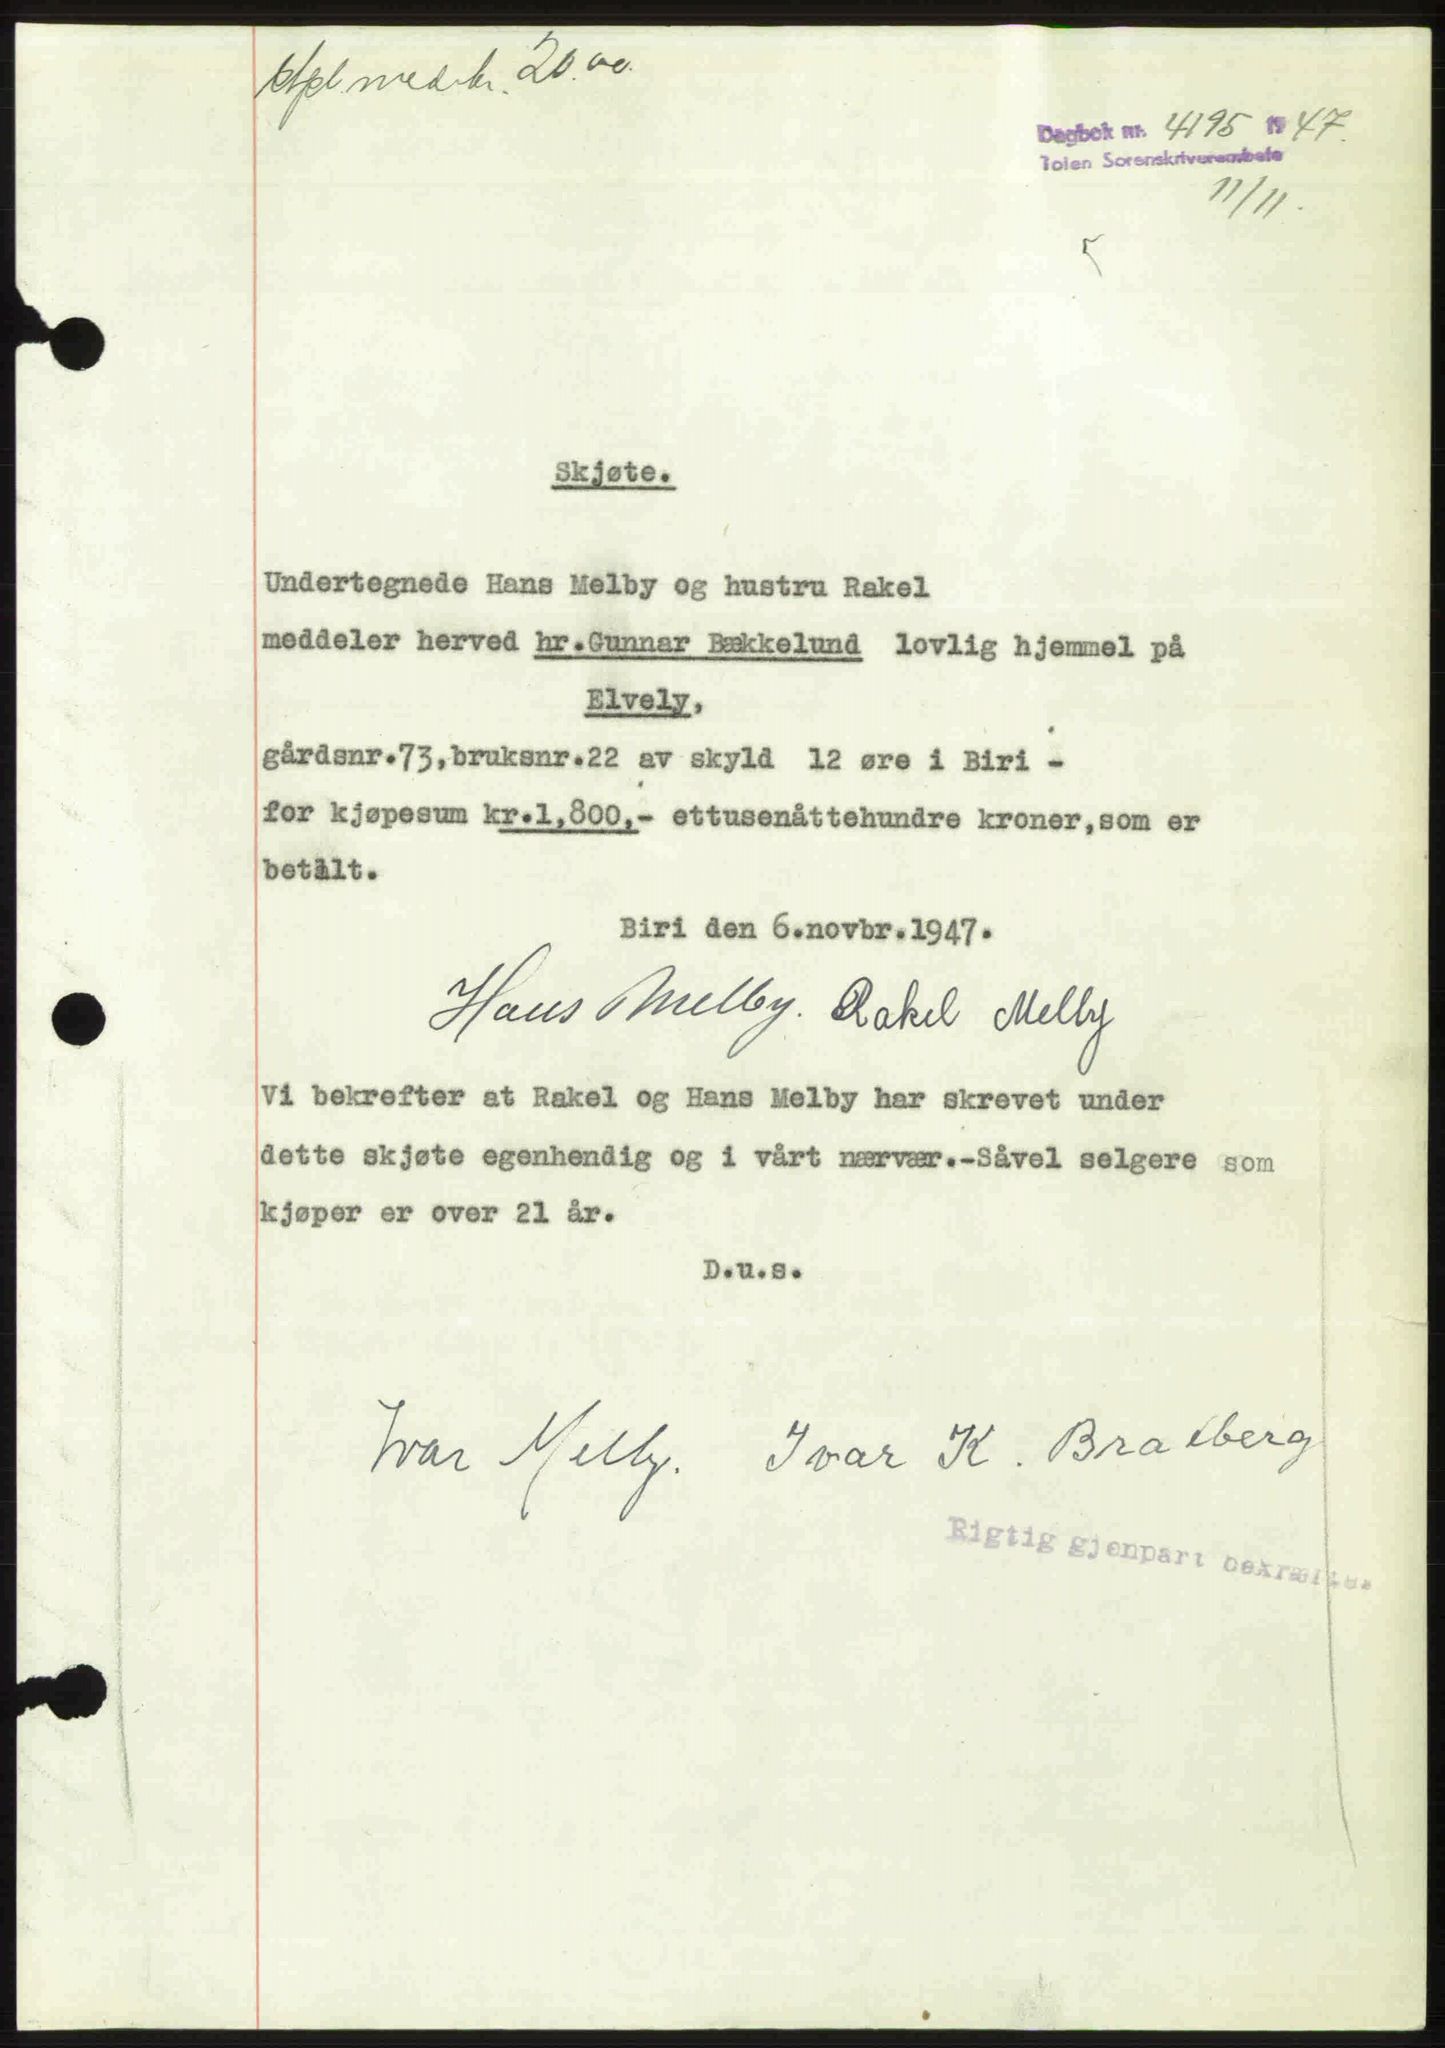 Stpl. med kr. 20.00.
Dagbok nr. 4195 1947.
Toten Sorenskriverembete
11/11.
Skjøte.
Undertegnede Hans Melby og hustru Rakel
meddeler herved hr.Gunnar Bækkelund lovlig hjemmel på
Elvely,
gårdsnr.73,bruksnr.22 av skyld 12 øre i Biri -
for kjøpesum kr.1,800,- ettusenåttehundre kroner,som er
betalt.
Biri den 6.novbr.1947.
Hans Melby. Rakel Melby
Vi bekrefter at Rakel og Hans Melby har skrevet under
dette skjøte egenhendig og i vårt nærvær.-Såvel selgere som
kjøper er over 21 år.
D.u.s.
Ivar Melby. Ivar K. Bratberg
Rigtig gjenpart bekræftes